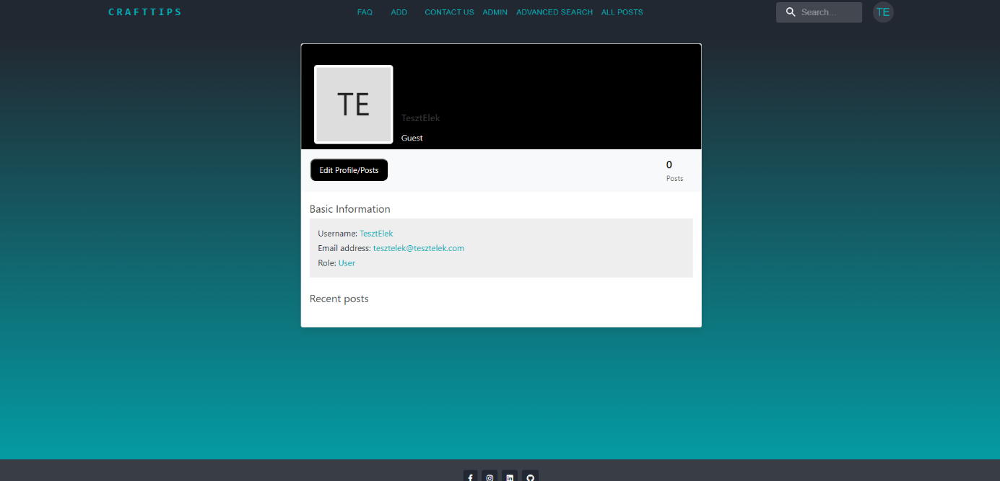 CRAFTTIPS
FAQ ADD CONTACT US ADMIN ADVANCED SEARCH ALL POSTS
Search...
TE
TE
TesztElek
Guest
Edit Profile/Posts
0
Posts
Basic Information
Username: TesztElek
Email address: tesztelek@tesztelek.com
Role: User
Recent posts